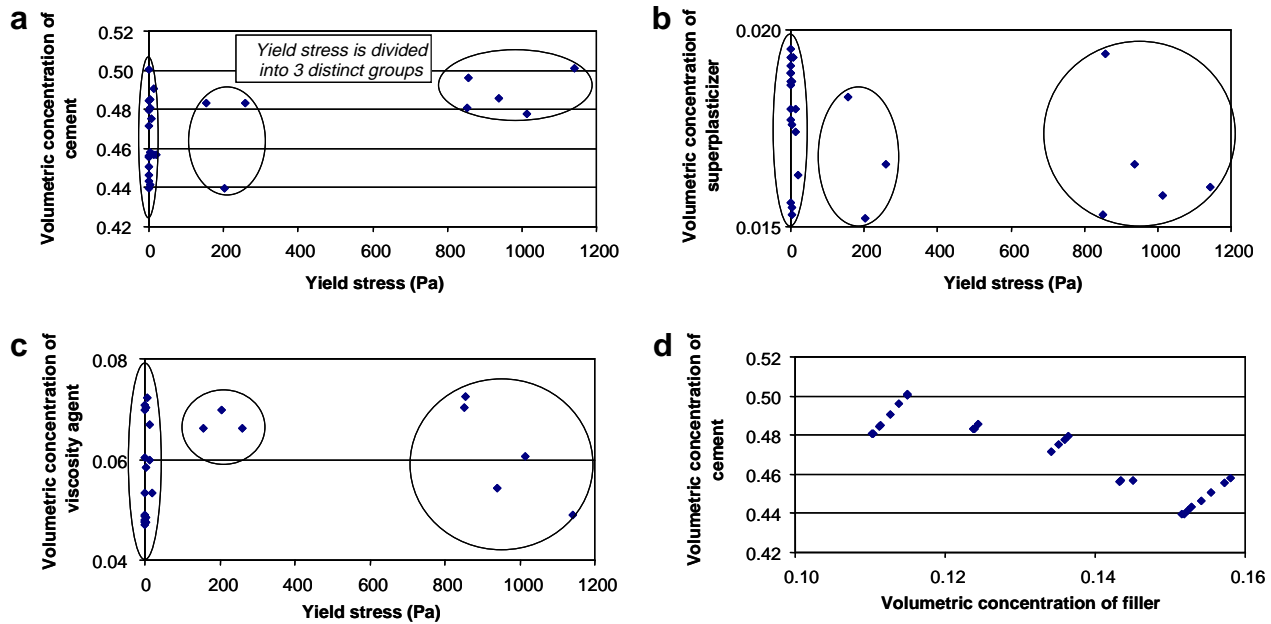 a
Volumetric concentration of
cement
0.52
0.50
0.48
0.46
0.44
0.42
Yield stress is divided
into 3 distinct groups
0
200
400
600
800
1000
1200
Yield stress (Pa)
b
Volumetric concentration of
superplasticizer
0.020
0.015
0
200
400
600
800
1000
1200
Yield stress (Pa)
c
Volumetric concentration of
viscosity agent
0.08
0.06
0.04
0
200
400
600
800
1000
1200
Yield stress (Pa)
d
Volumetric concentration of
cement
0.52
0.50
0.48
0.46
0.44
0.42
0.10
0.12
0.14
0.16
Volumetric concentration of filler